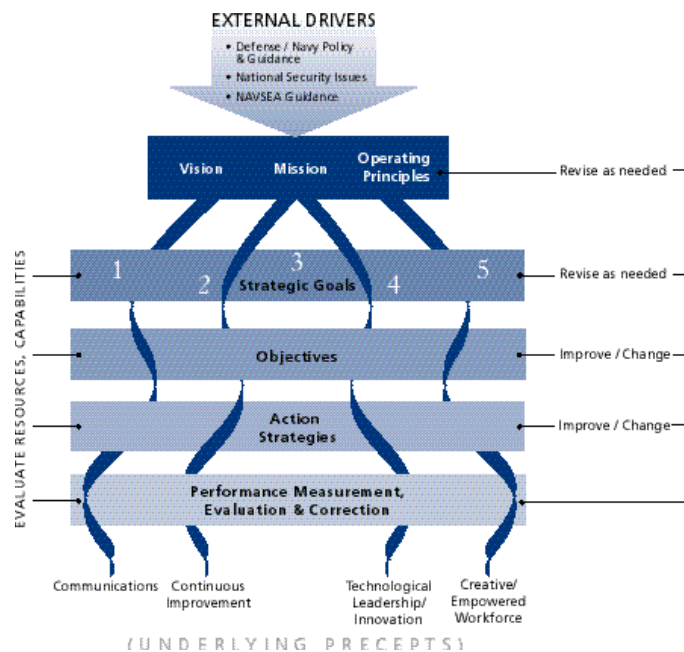 EXTERNAL DRIVERS
• Defense / Navy Policy
& Guidance
• National Security Issues
• NAVSEA Guidance
Vision
Mission
Operating
Principles
Revise as needed
1
2
3
4
5
Strategic Goals
Revise as needed
Objectives
Improve / Change
Action
Strategies
Improve / Change
Performance Measurement,
Evaluation & Correction
EVALUATE RESOURCES, CAPABILITIES
Communications
Continuous
Improvement
Technological
Leadership/
Innovation
Creative/
Empowered
Workforce
(UNDERLYING PRECEPTS)